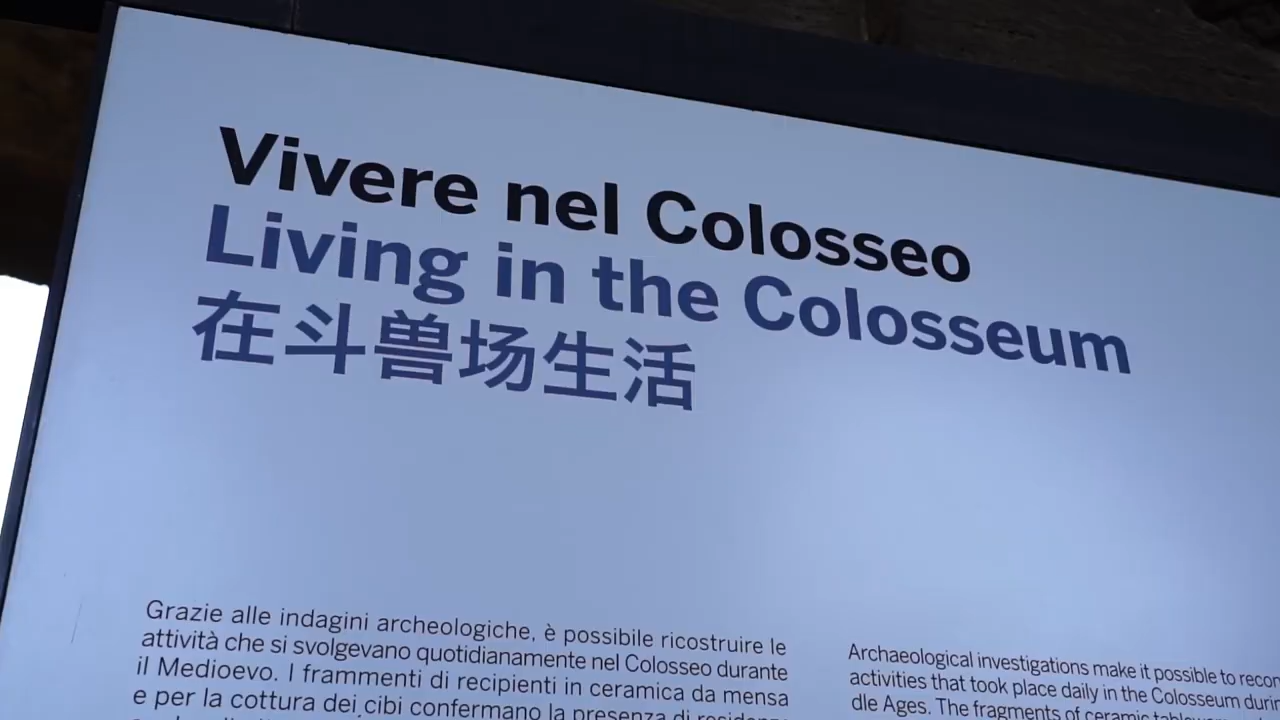 Vivere nel Colosseo
Living in the Colosseum
在斗兽场生活
Grazie alle indagini archeologiche, è possibile ricostruire le
attività che si svolgevano quotidianamente nel Colosseo durante
il Medioevo. I frammenti di recipienti in ceramica da mensa
e per la cottura dei cibi confermano la presenza di
Archaeological investigations make it possible to
activities that took place daily in the Colosseum
dle Ages. The fragments of ceramic